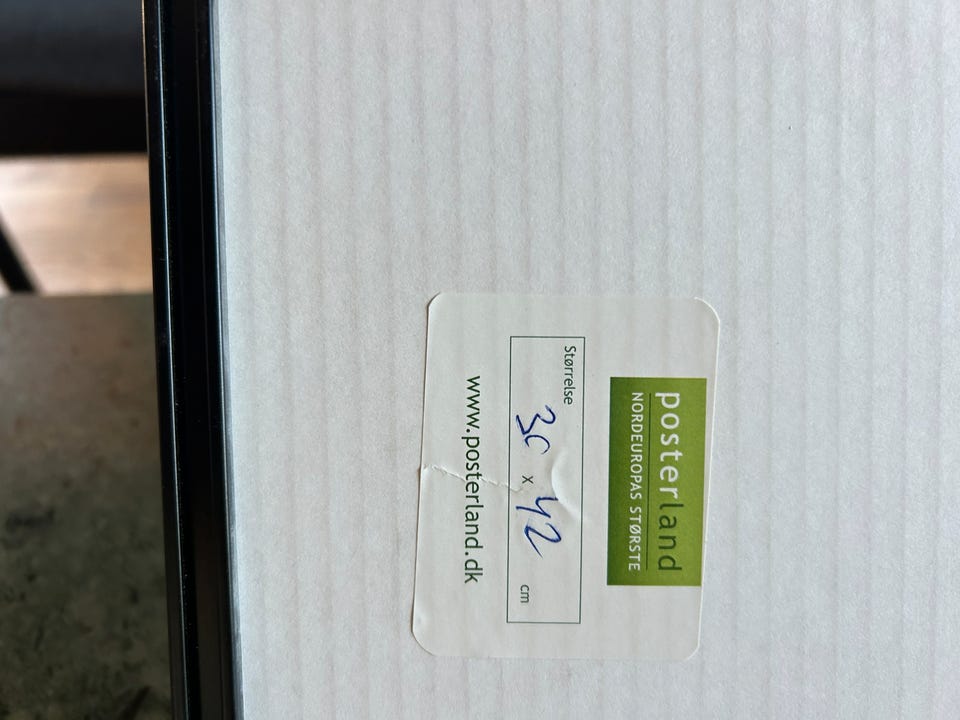 posterland
NORDEUROPAS STØRSTE
Størrelse
30 x 42 cm
www.posterland.dk